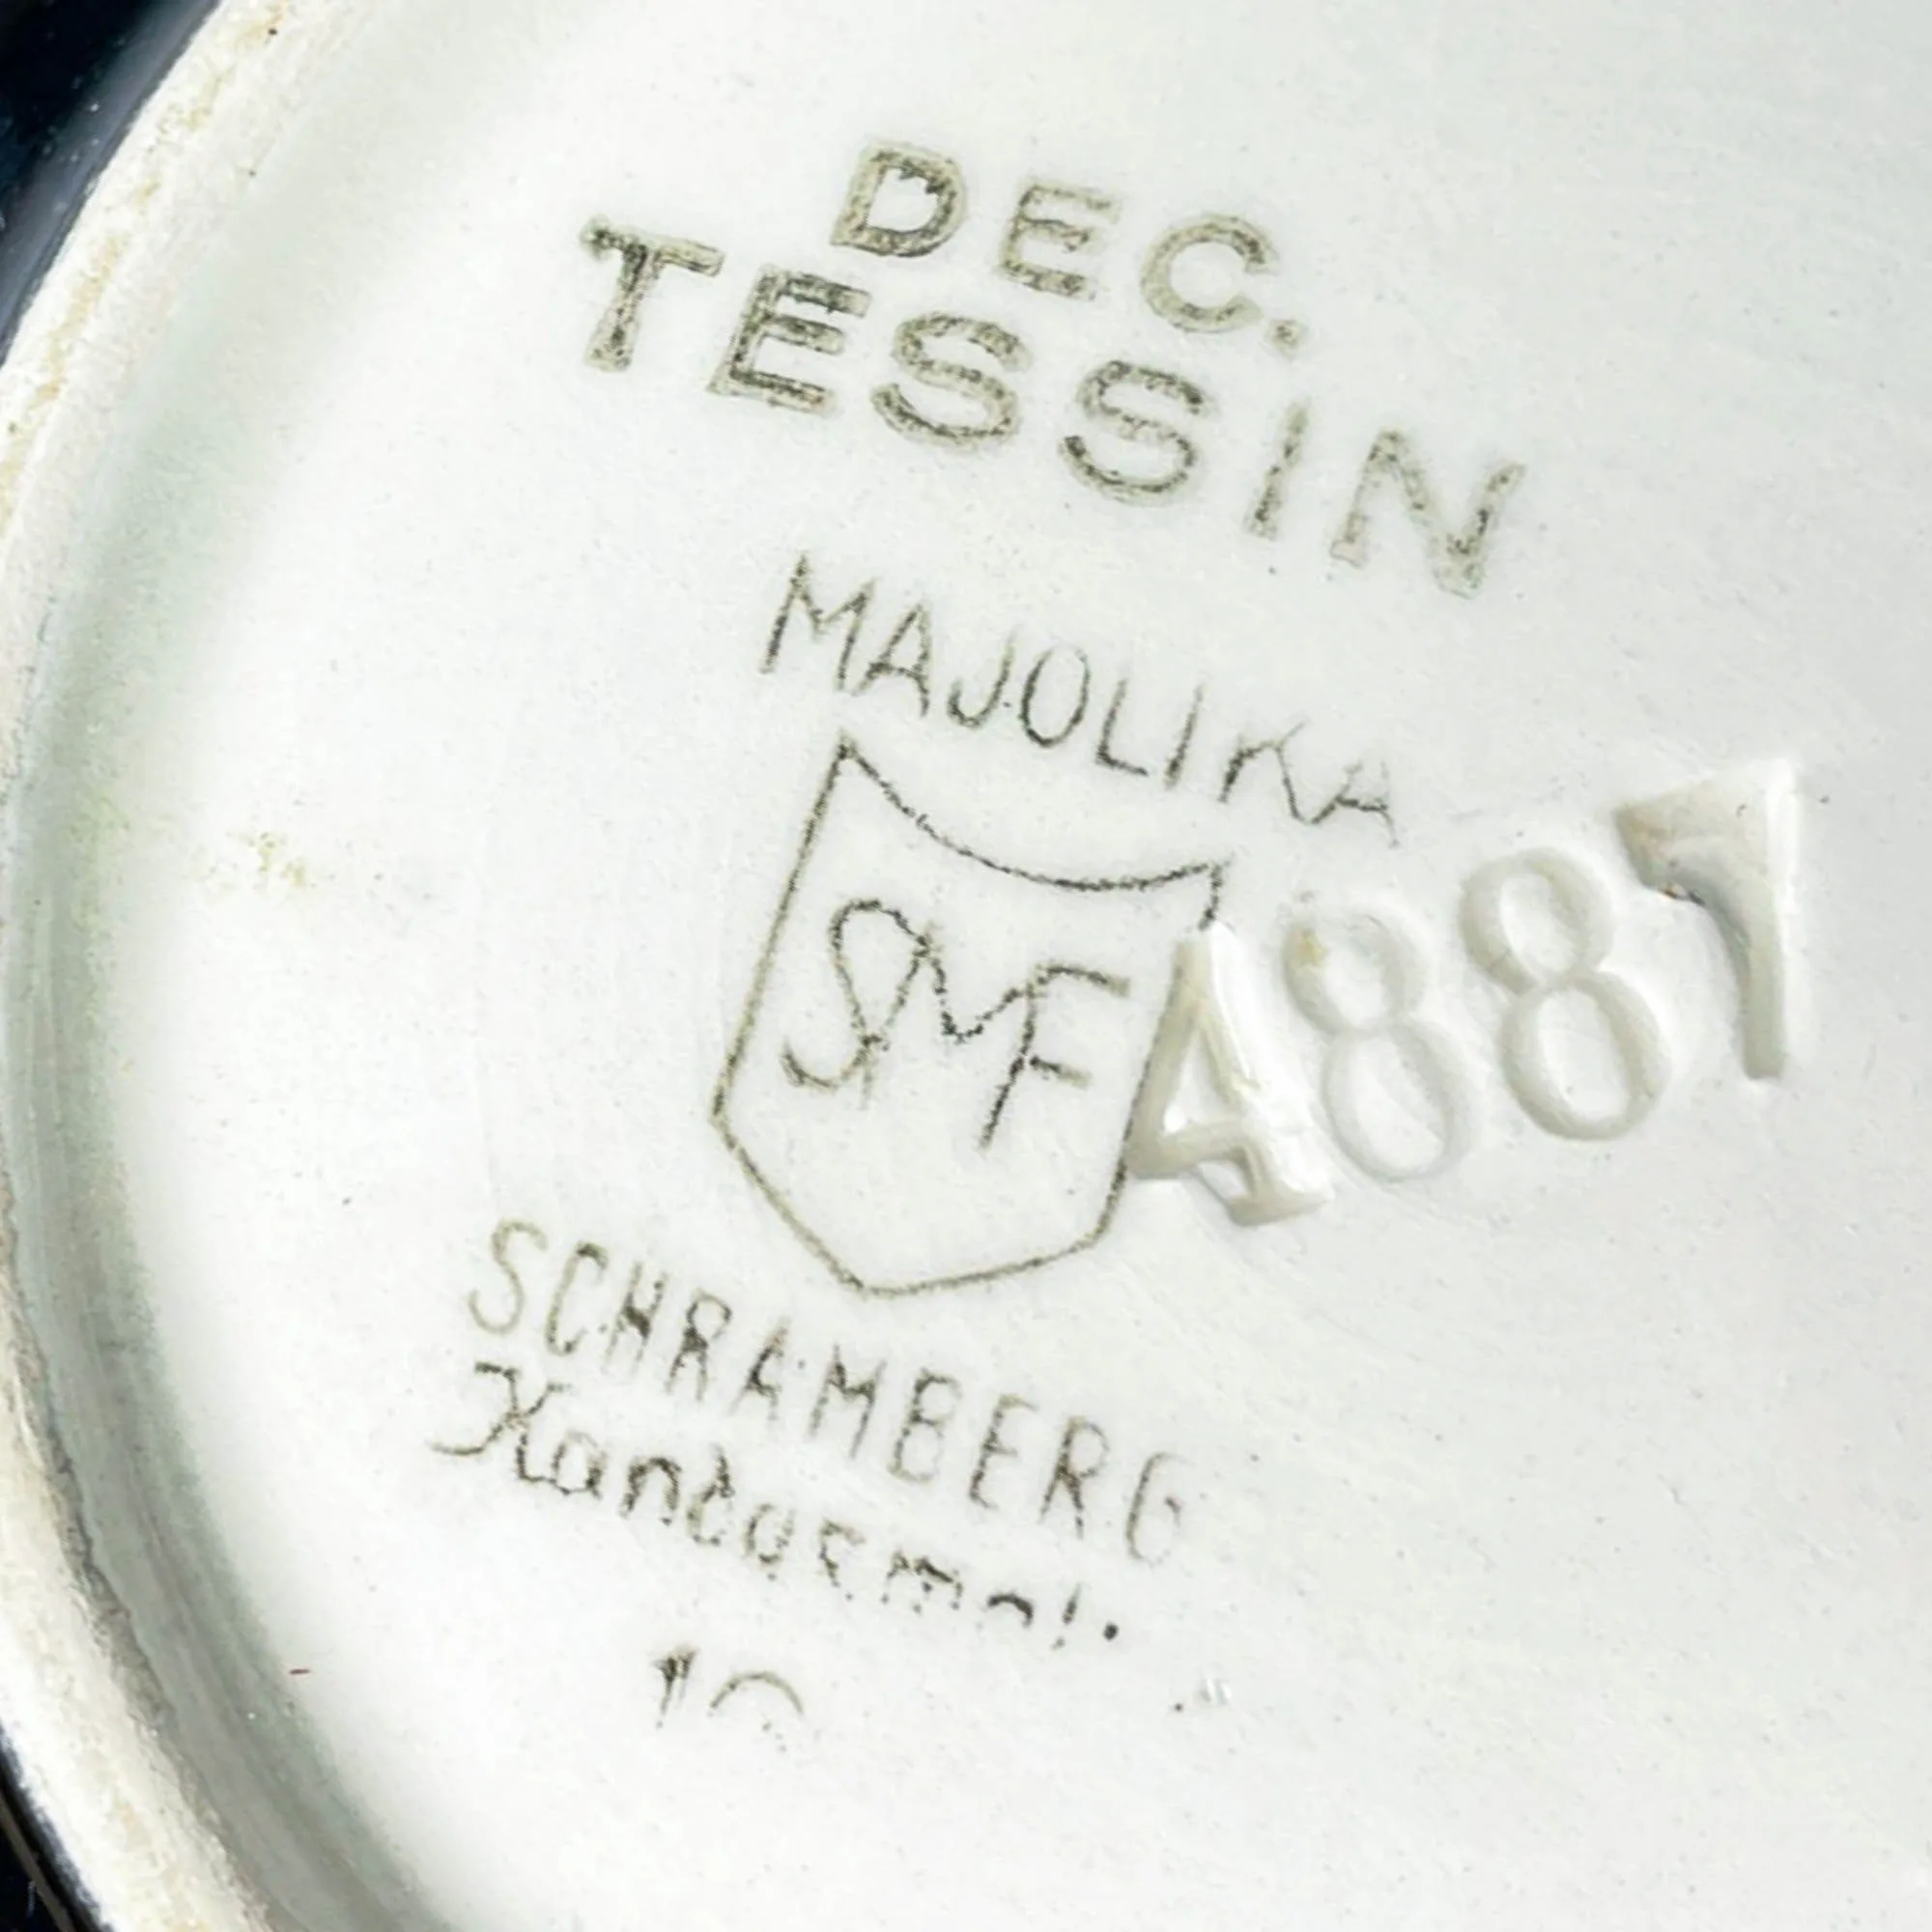 DEC.
TESSIN
MAJOLIKA
SMF
4887
SCHRAMBERG